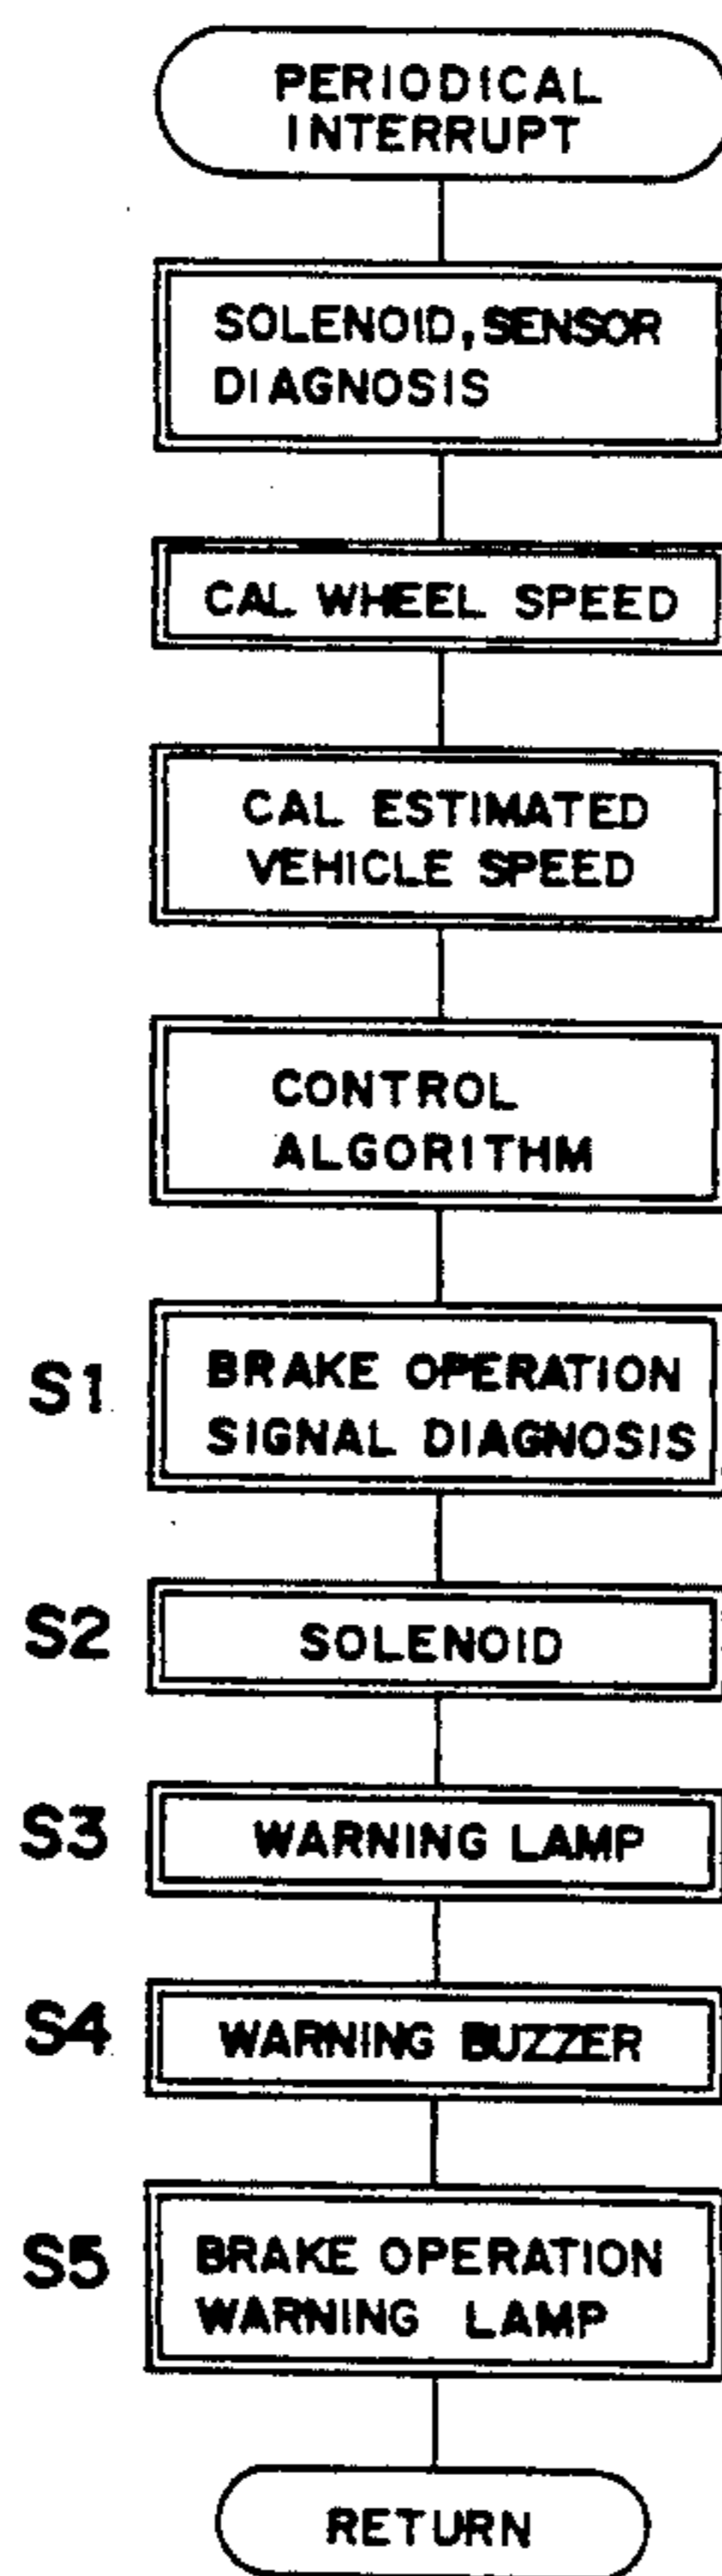 PERIODICAL
INTERRUPT
SOLENOID, SENSOR
DIAGNOSIS
CAL WHEEL SPEED
CAL ESTIMATED
VEHICLE SPEED
CONTROL
ALGORITHM
S1
BRAKE OPERATION
SIGNAL DIAGNOSIS
S2
SOLENOID
S3
WARNING LAMP
S4
WARNING BUZZER
S5
BRAKE OPERATION
WARNING LAMP
RETURN